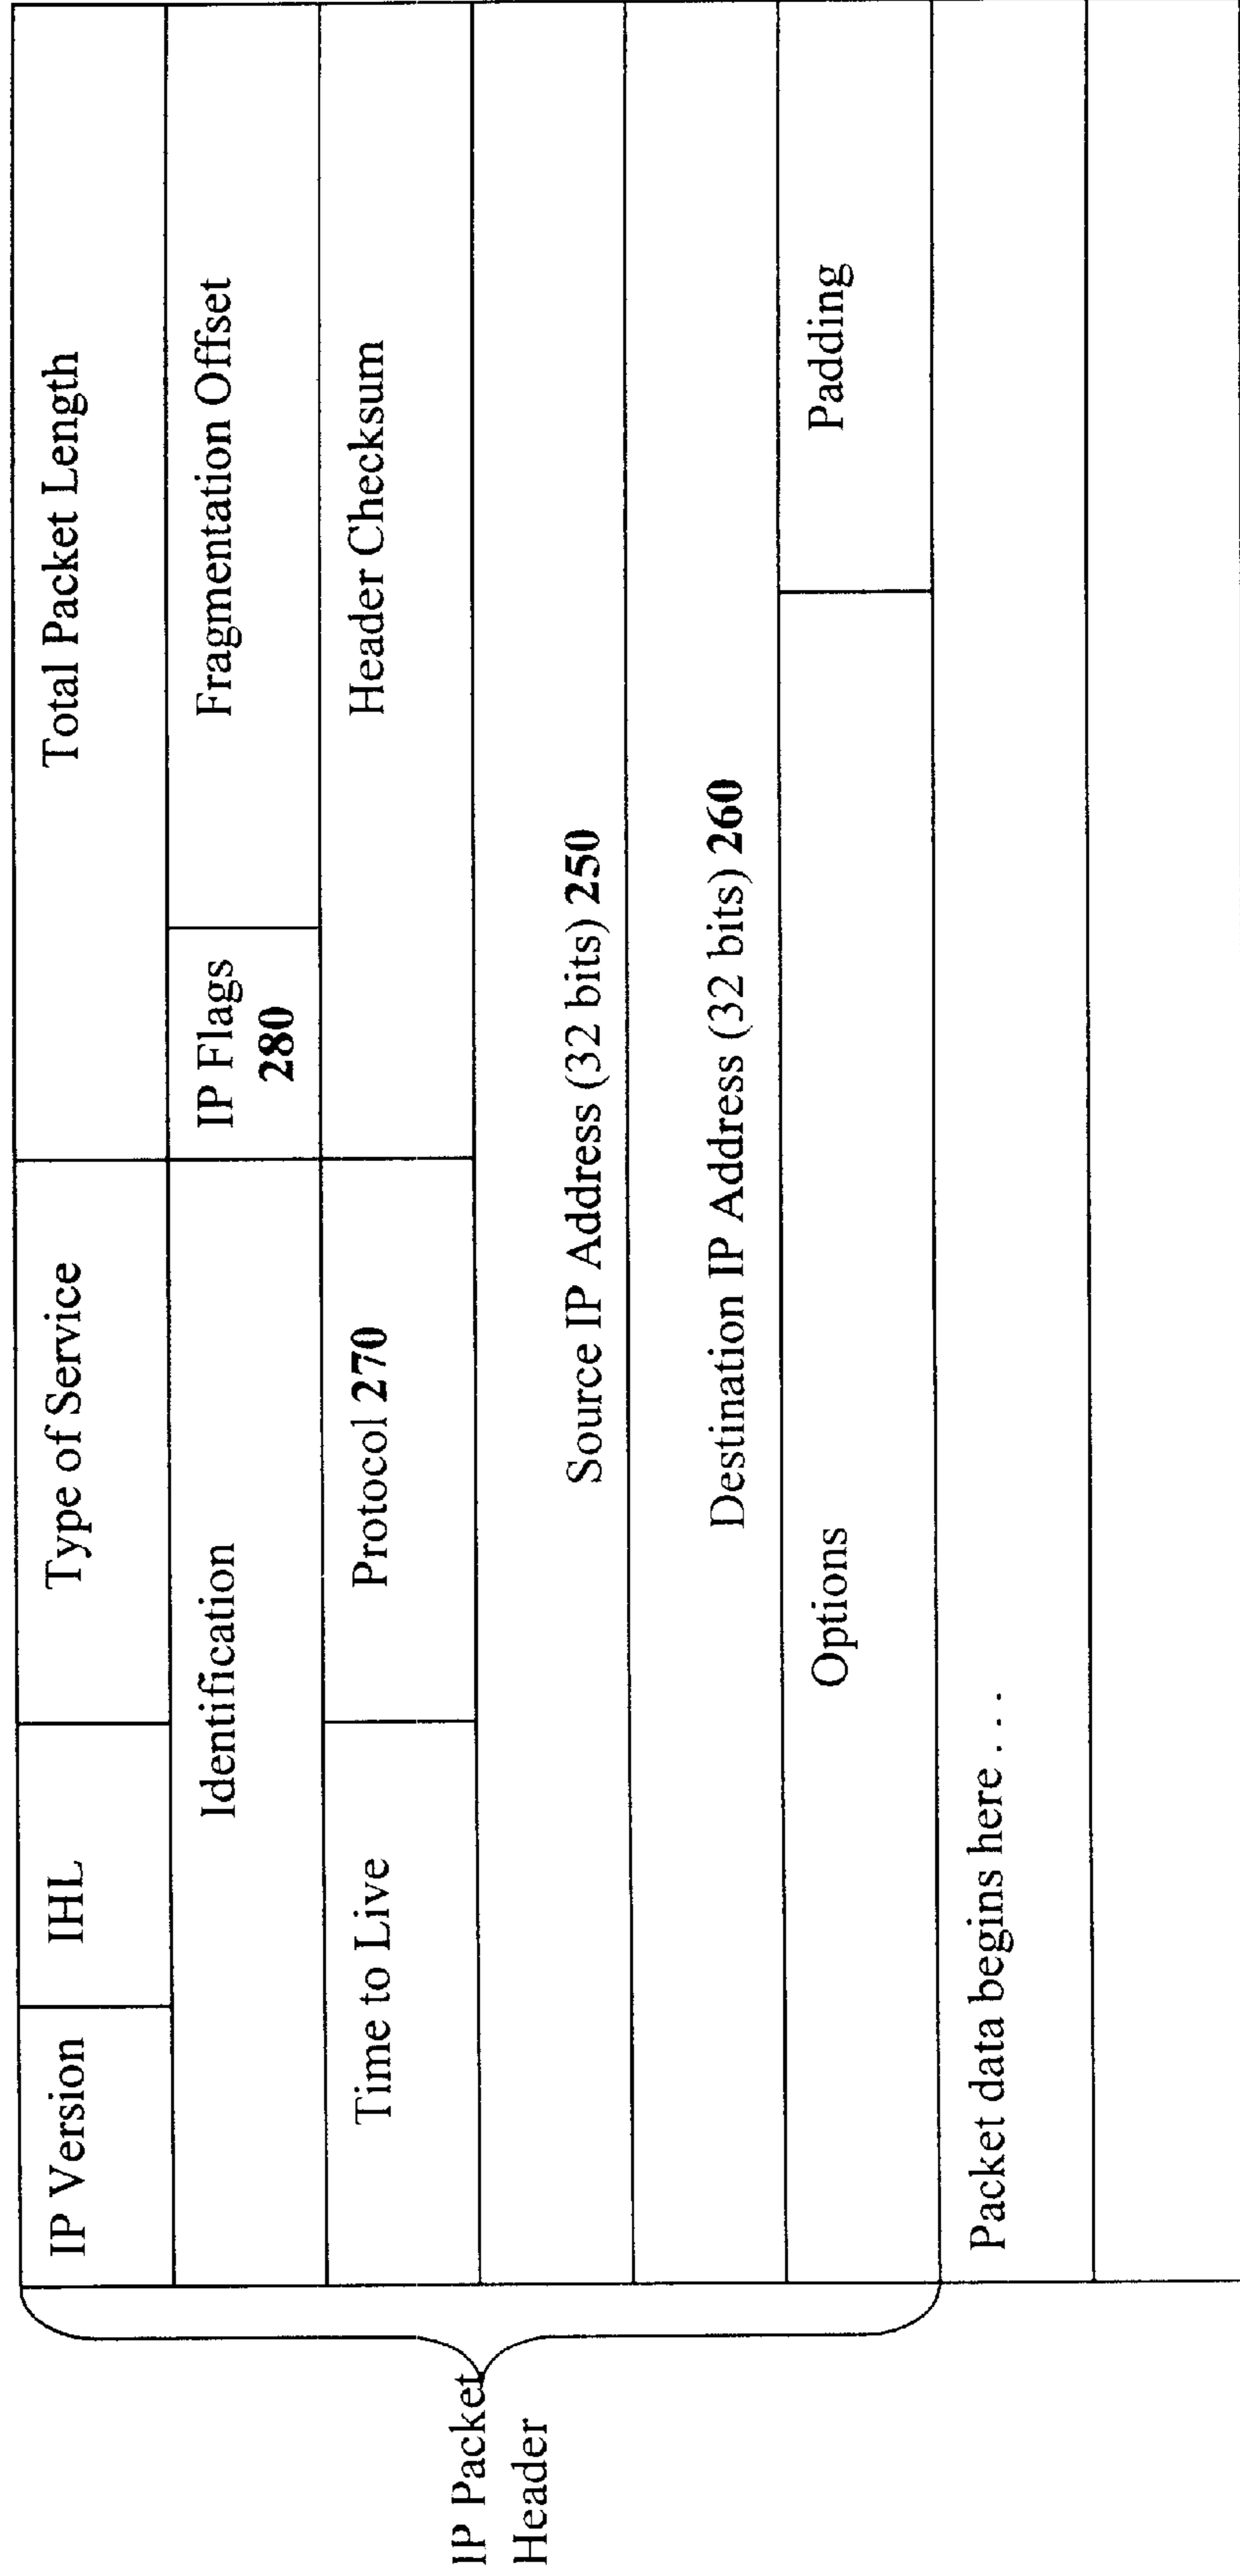 IP Version
IHL
Type of Service
Total Packet Length
Identification
IP Flags
280
Fragmentation Offset
Time to Live
Protocol 270
Header Checksum
IP Packet
Header
Source IP Address (32 bits) 250
Destination IP Address (32 bits) 260
Options
Padding
Packet data begins here . . .